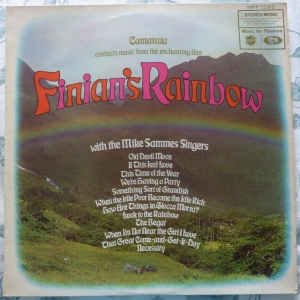 MFP 1293
STEREO/MONO
Music for Pleasure
Camarata
conducts music from the enchanting film
Finian's Rainbow
with the Mike Sammes Singers
Old Devil Moon
If This Isn't Love
This Time of the Year
We're Having a Party
Something Sort of Grandish
When the Idle Poor Become the Idle Rich
How Are Things in Glocca Morra?
Look to the Rainbow
The Begat
When I'm Not Near the Girl I Love
That Great Come-and-Get-It-Day
Necessity